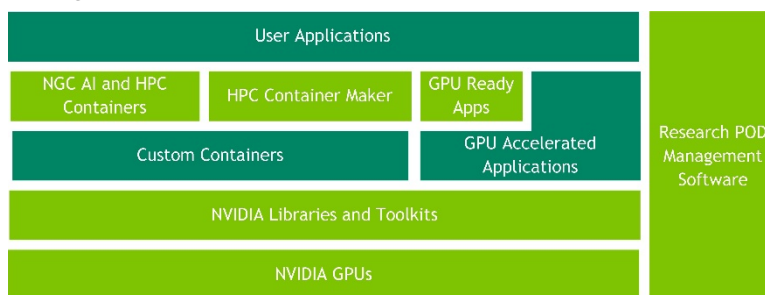 User Applications
NGC AI and HPC
Containers
HPC Container Maker
GPU Ready
Apps
Custom Containers
GPU Accelerated
Applications
NVIDIA Libraries and Toolkits
NVIDIA GPUs
Research POD
Management
Software